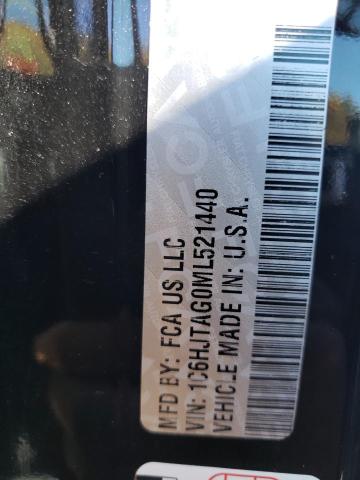 MFD BY: FCA US LLC
VIN: 1C6HJTAG0ML521440
VEHICLE MADE IN: U.S.A.